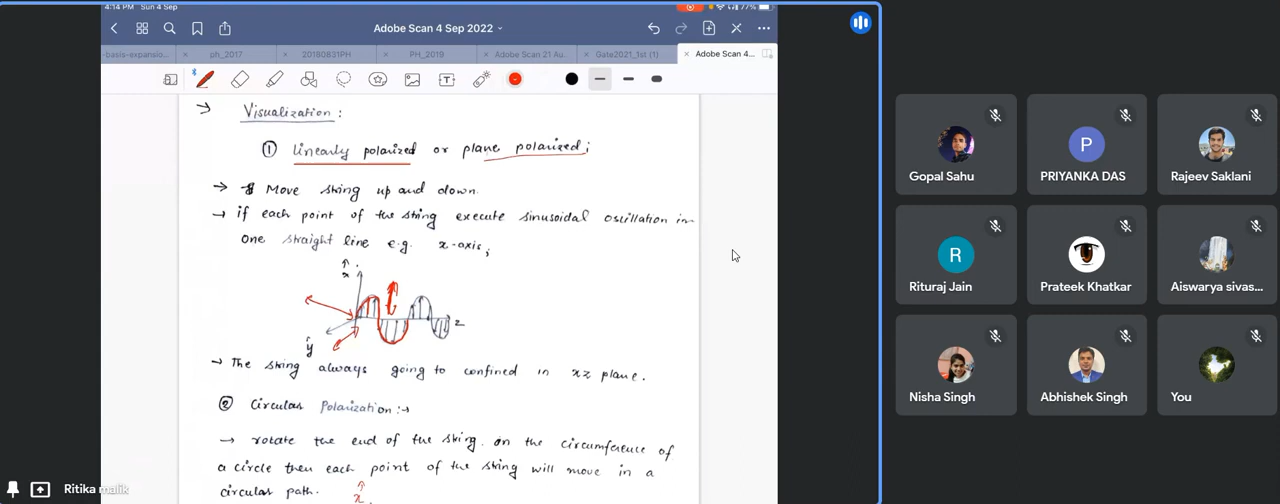 4:14 PM Sun 4 Sep
77%
Adobe Scan 4 Sep 2022
-basis-expansion...
ph_2017
20180831PH
PH_2019
Adobe Scan 21 Au
Gate2021_1st (1)
Adobe Scan 4...
→ Visualization :
① Linearly polarized or plane polarized ;
→ Move string up and down.
→ if each point of the string execute sinusoidal oscillation in
one straight line e.g. x-axis ;
x
z
y
→ The string always going to confined in xz plane.
② Circular Polarization :→
→ rotate the end of the string on the circumference of
a circle then each point of the string will move in a
circular path.
x
Gopal Sahu
P
PRIYANKA DAS
Rajeev Saklani
R
Rituraj Jain
Prateek Khatkar
Aiswarya sivas...
Nisha Singh
Abhishek Singh
You
Ritika malik